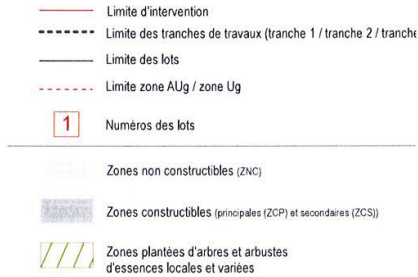 Limite d'intervention
Limite des tranches de travaux (tranche 1 / tranche 2 / tranche
Limite des lots
Limite zone AUg / zone Ug
1 Numéros des lots
Zones non constructibles (ZNC)
Zones constructibles (principales (ZCP) et secondaires (ZCS))
Zones plantées d'arbres et arbustes
d'essences locales et variées